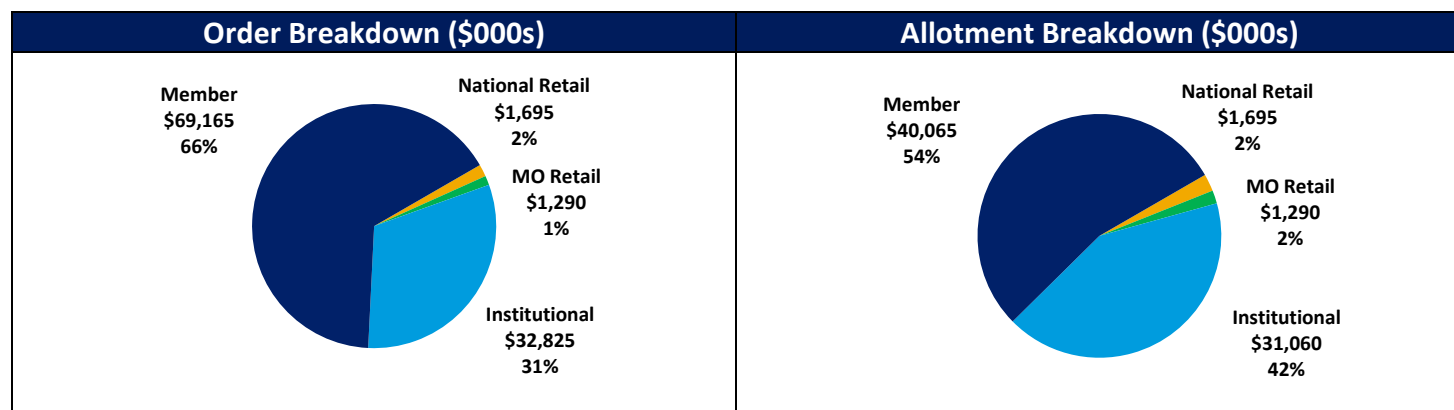 Order Breakdown ($000s)
Member
$69,165
66%
National Retail
$1,695
2%
MO Retail
$1,290
1%
Institutional
$32,825
31%
Allotment Breakdown ($000s)
Member
$40,065
54%
National Retail
$1,695
2%
MO Retail
$1,290
2%
Institutional
$31,060
42%